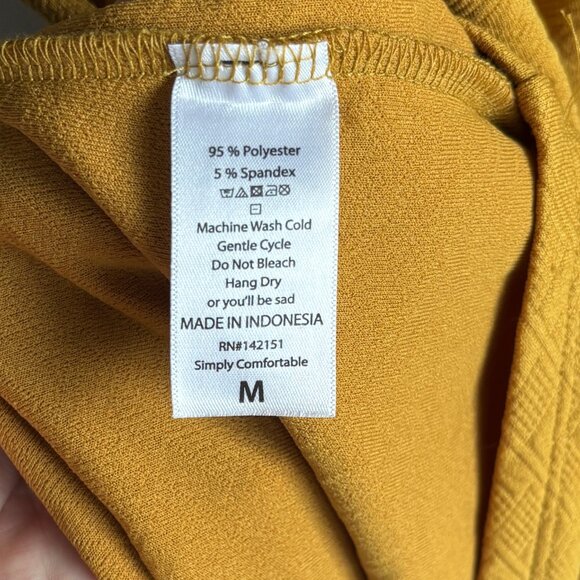 95 % Polyester
5 % Spandex
Machine Wash Cold
Gentle Cycle
Do Not Bleach
Hang Dry
or you'll be sad
MADE IN INDONESIA
RN#142151
Simply Comfortable
M